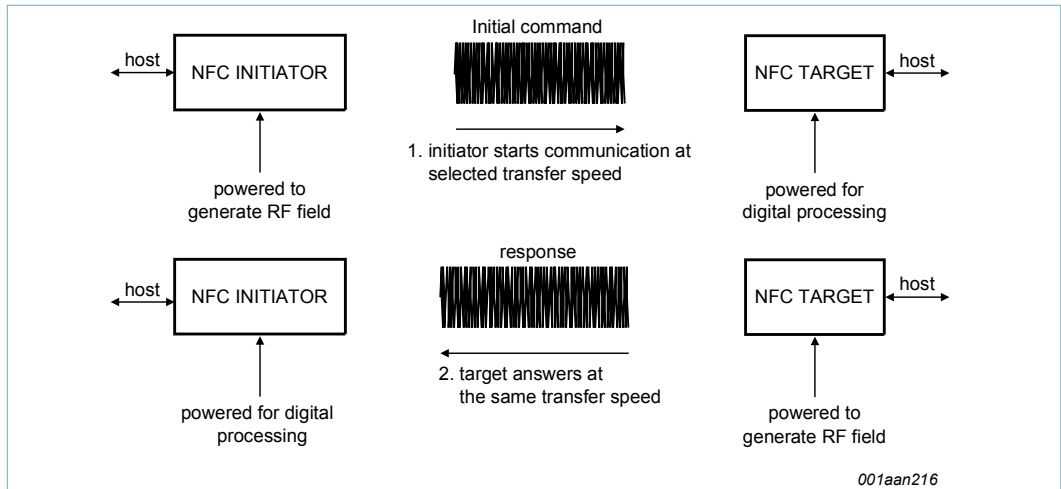 Initial command
host
NFC INITIATOR
NFC TARGET
host
1. initiator starts communication at
selected transfer speed
powered to
generate RF field
powered for
digital processing
response
host
NFC INITIATOR
NFC TARGET
host
2. target answers at
the same transfer speed
powered for digital
processing
powered to
generate RF field
001aan216